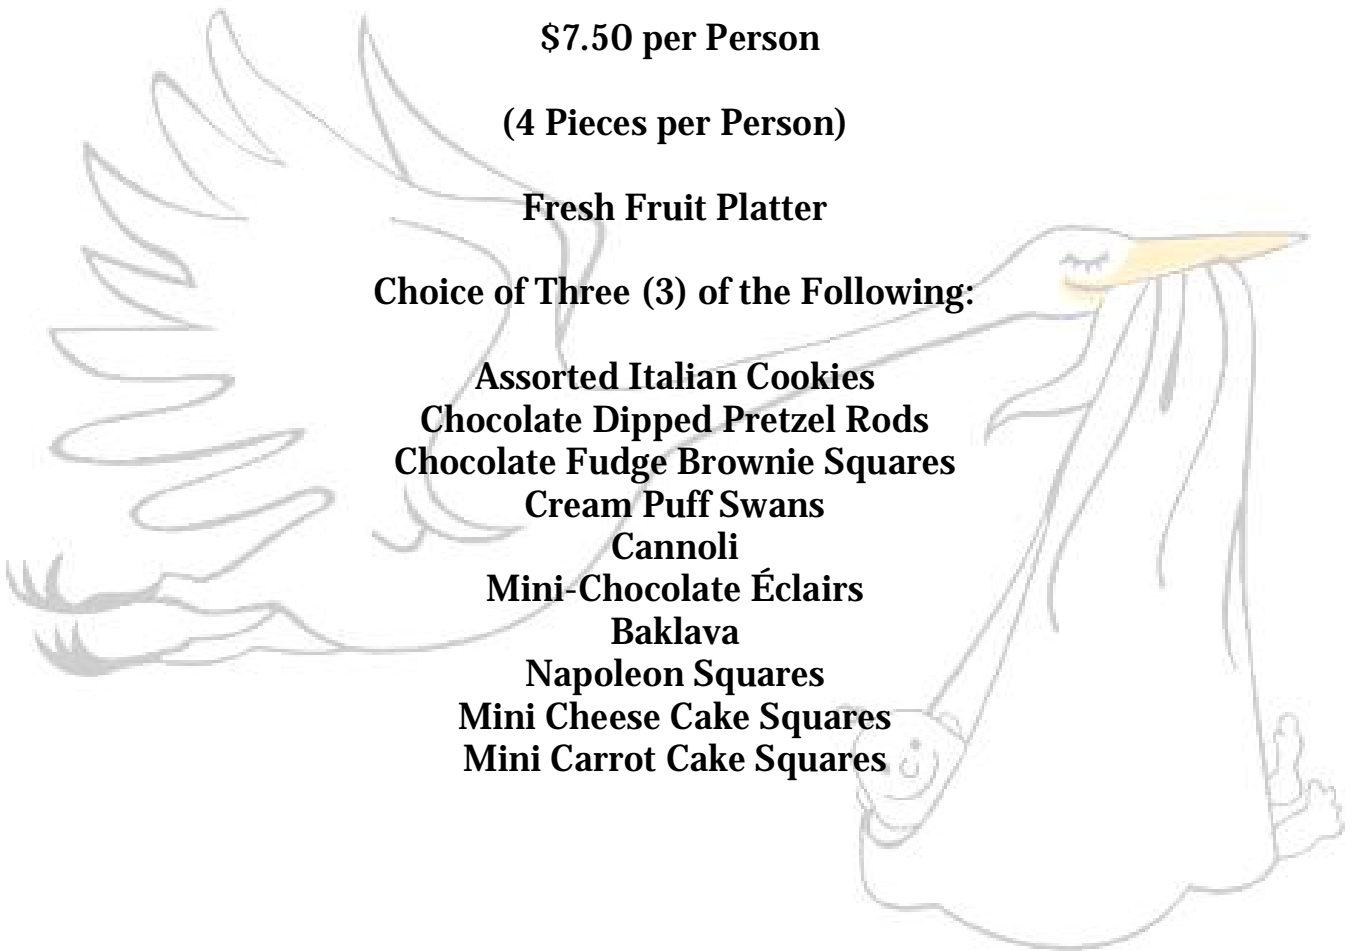 $7.50 per Person
(4 Pieces per Person)
Fresh Fruit Platter
Choice of Three (3) of the Following:
Assorted Italian Cookies
Chocolate Dipped Pretzel Rods
Chocolate Fudge Brownie Squares
Cream Puff Swans
Cannoli
Mini-Chocolate Éclairs
Baklava
Napoleon Squares
Mini Cheese Cake Squares
Mini Carrot Cake Squares